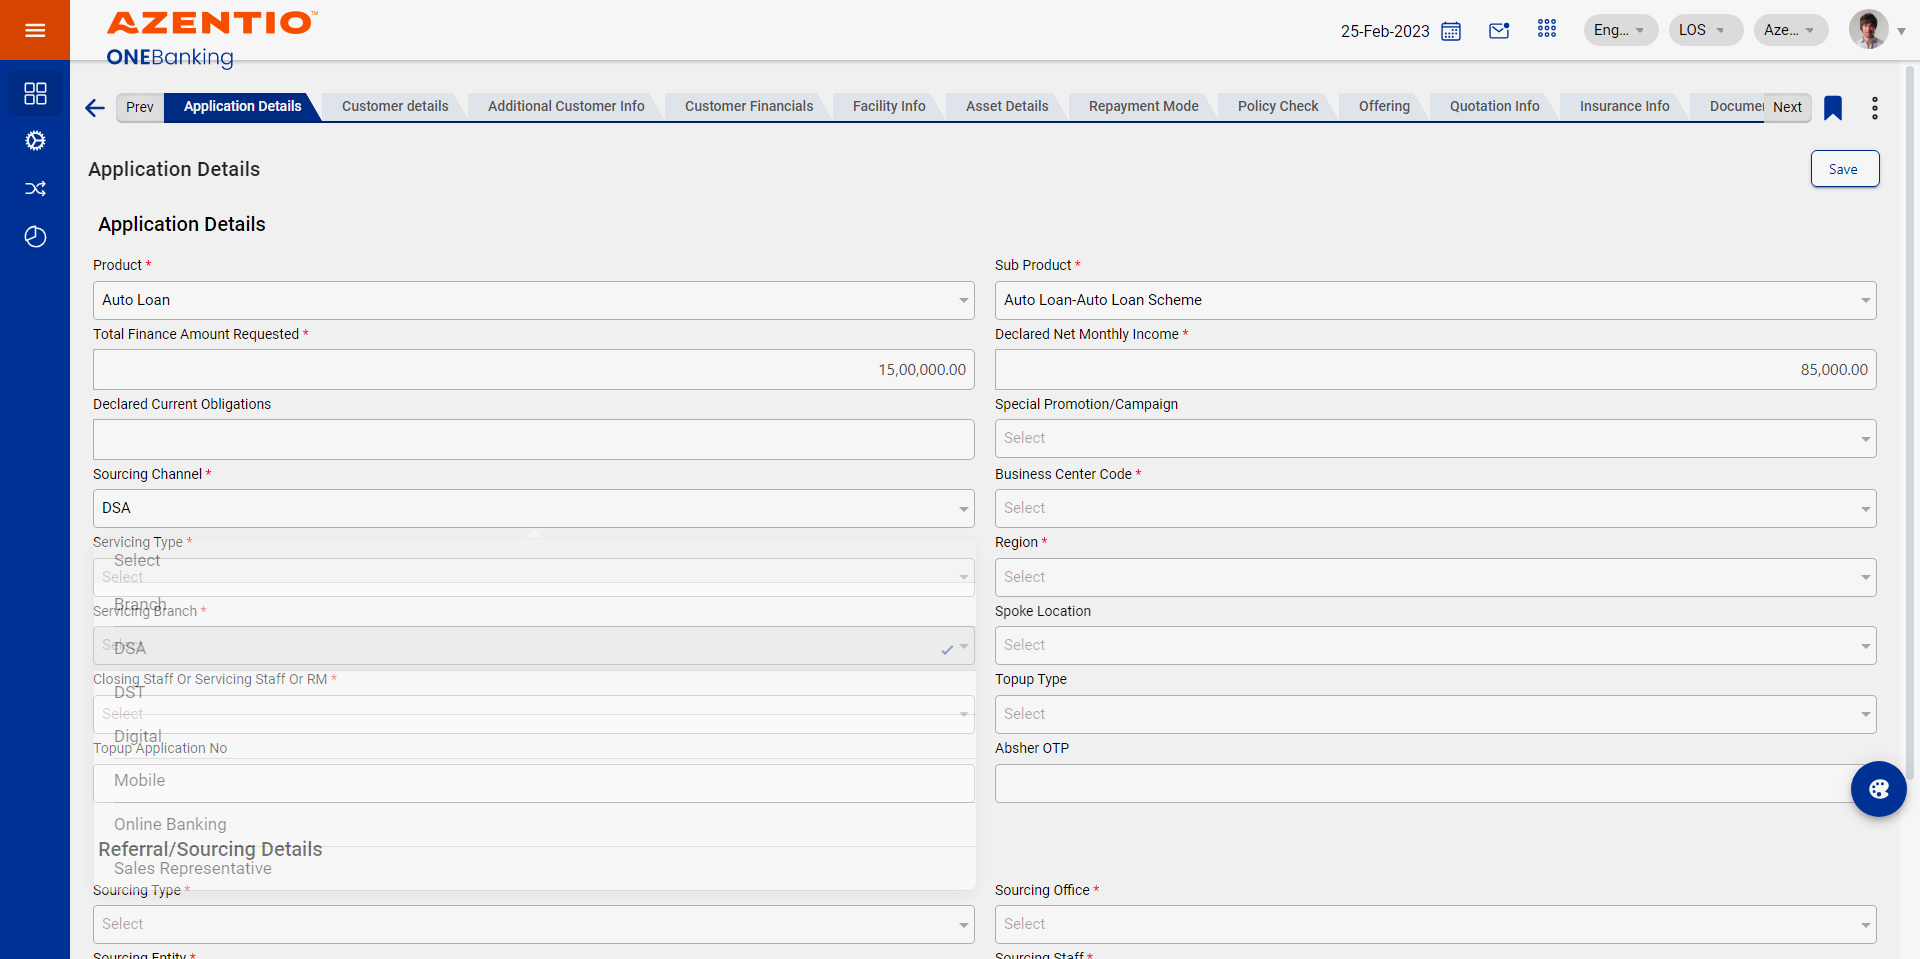 AZENTIO™
ONEBanking
25-Feb-2023
Eng...
LOS
Aze...
Prev
Application Details
Customer details
Additional Customer Info
Customer Financials
Facility Info
Asset Details
Repayment Mode
Policy Check
Offering
Quotation Info
Insurance Info
Next
Application Details
Save
Application Details
Product *
Sub Product *
Auto Loan
Auto Loan-Auto Loan Scheme
Total Finance Amount Requested *
Declared Net Monthly Income *
15,00,000.00
85,000.00
Declared Current Obligations
Special Promotion/Campaign
Select
Sourcing Channel *
Business Center Code *
DSA
Select
Servicing Type *
Region *
Select
Select
Select
Branch
Servicing Branch *
Spoke Location
Select
DSA
Select
Closing Staff Or Servicing Staff Or RM *
Topup Type
DST
Select
Select
Digital
Topup Application No
Absher OTP
Mobile
Online Banking
Referral/Sourcing Details
Sales Representative
Sourcing Type *
Sourcing Office *
Select
Select
Sourcing Entity *
Sourcing Staff *